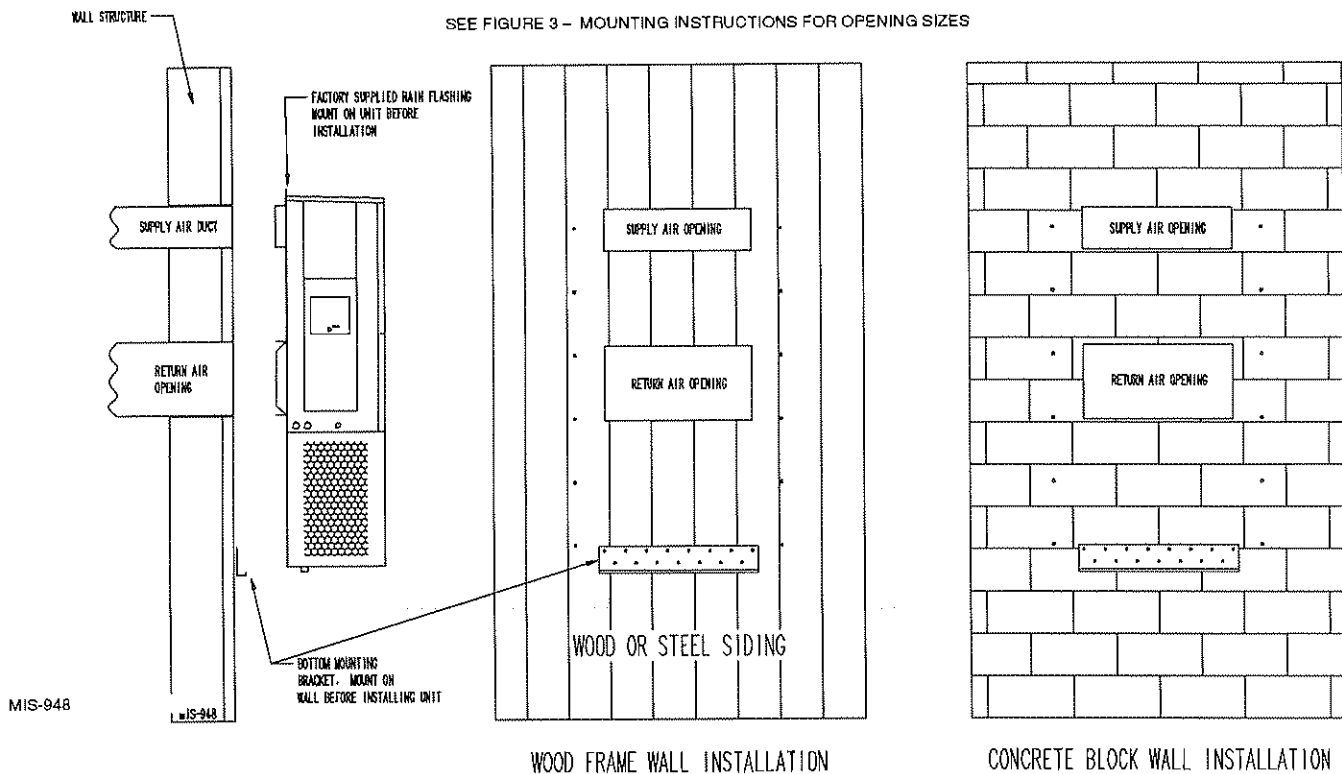 SEE FIGURE 3 – MOUNTING INSTRUCTIONS FOR OPENING SIZES
WALL STRUCTURE
FACTORY SUPPLIED RAIN FLASHING
MOUNT ON UNIT BEFORE
INSTALLATION
SUPPLY AIR DUCT
RETURN AIR
OPENING
BOTTOM MOUNTING
BRACKET. MOUNT ON
WALL BEFORE INSTALLING UNIT
MIS-948
MIS-948
SUPPLY AIR OPENING
RETURN AIR OPENING
WOOD OR STEEL SIDING
WOOD FRAME WALL INSTALLATION
SUPPLY AIR OPENING
RETURN AIR OPENING
CONCRETE BLOCK WALL INSTALLATION